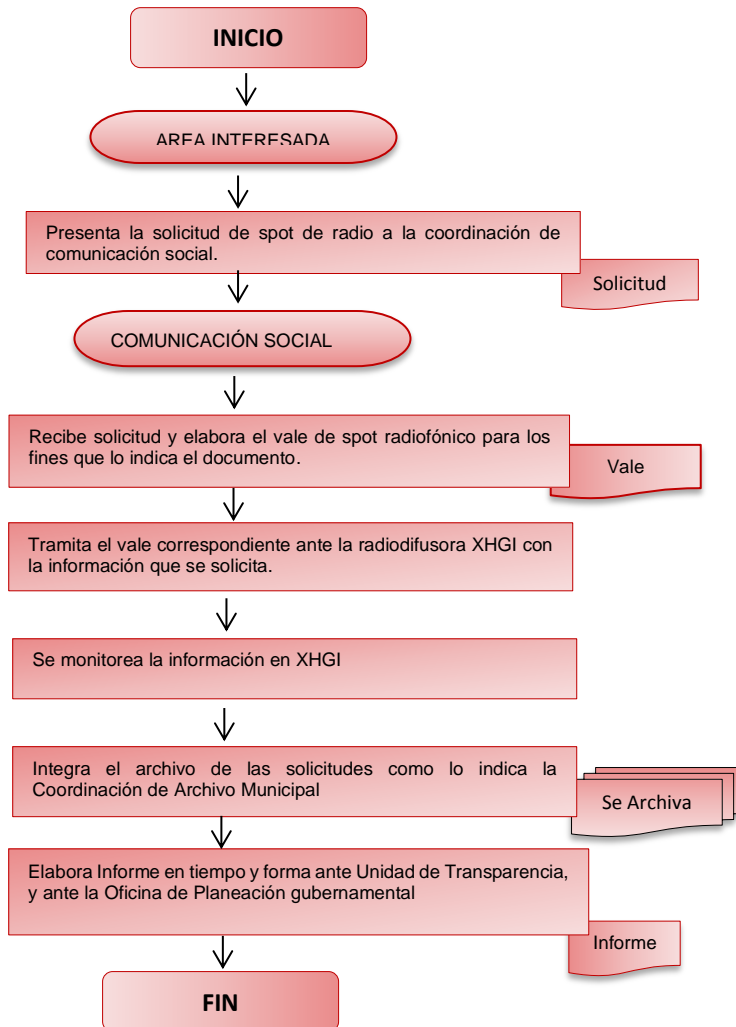 INICIO
AREA INTERESADA
Presenta la solicitud de spot de radio a la coordinación de
comunicación social.
Solicitud
COMUNICACIÓN SOCIAL
Recibe solicitud y elabora el vale de spot radiofónico para los
fines que lo indica el documento.
Vale
Tramita el vale correspondiente ante la radiodifusora XHGI con
la información que se solicita.
Se monitorea la información en XHGI
Integra el archivo de las solicitudes como lo indica la
Coordinación de Archivo Municipal
Se Archiva
Elabora Informe en tiempo y forma ante Unidad de Transparencia,
y ante la Oficina de Planeación gubernamental
Informe
FIN